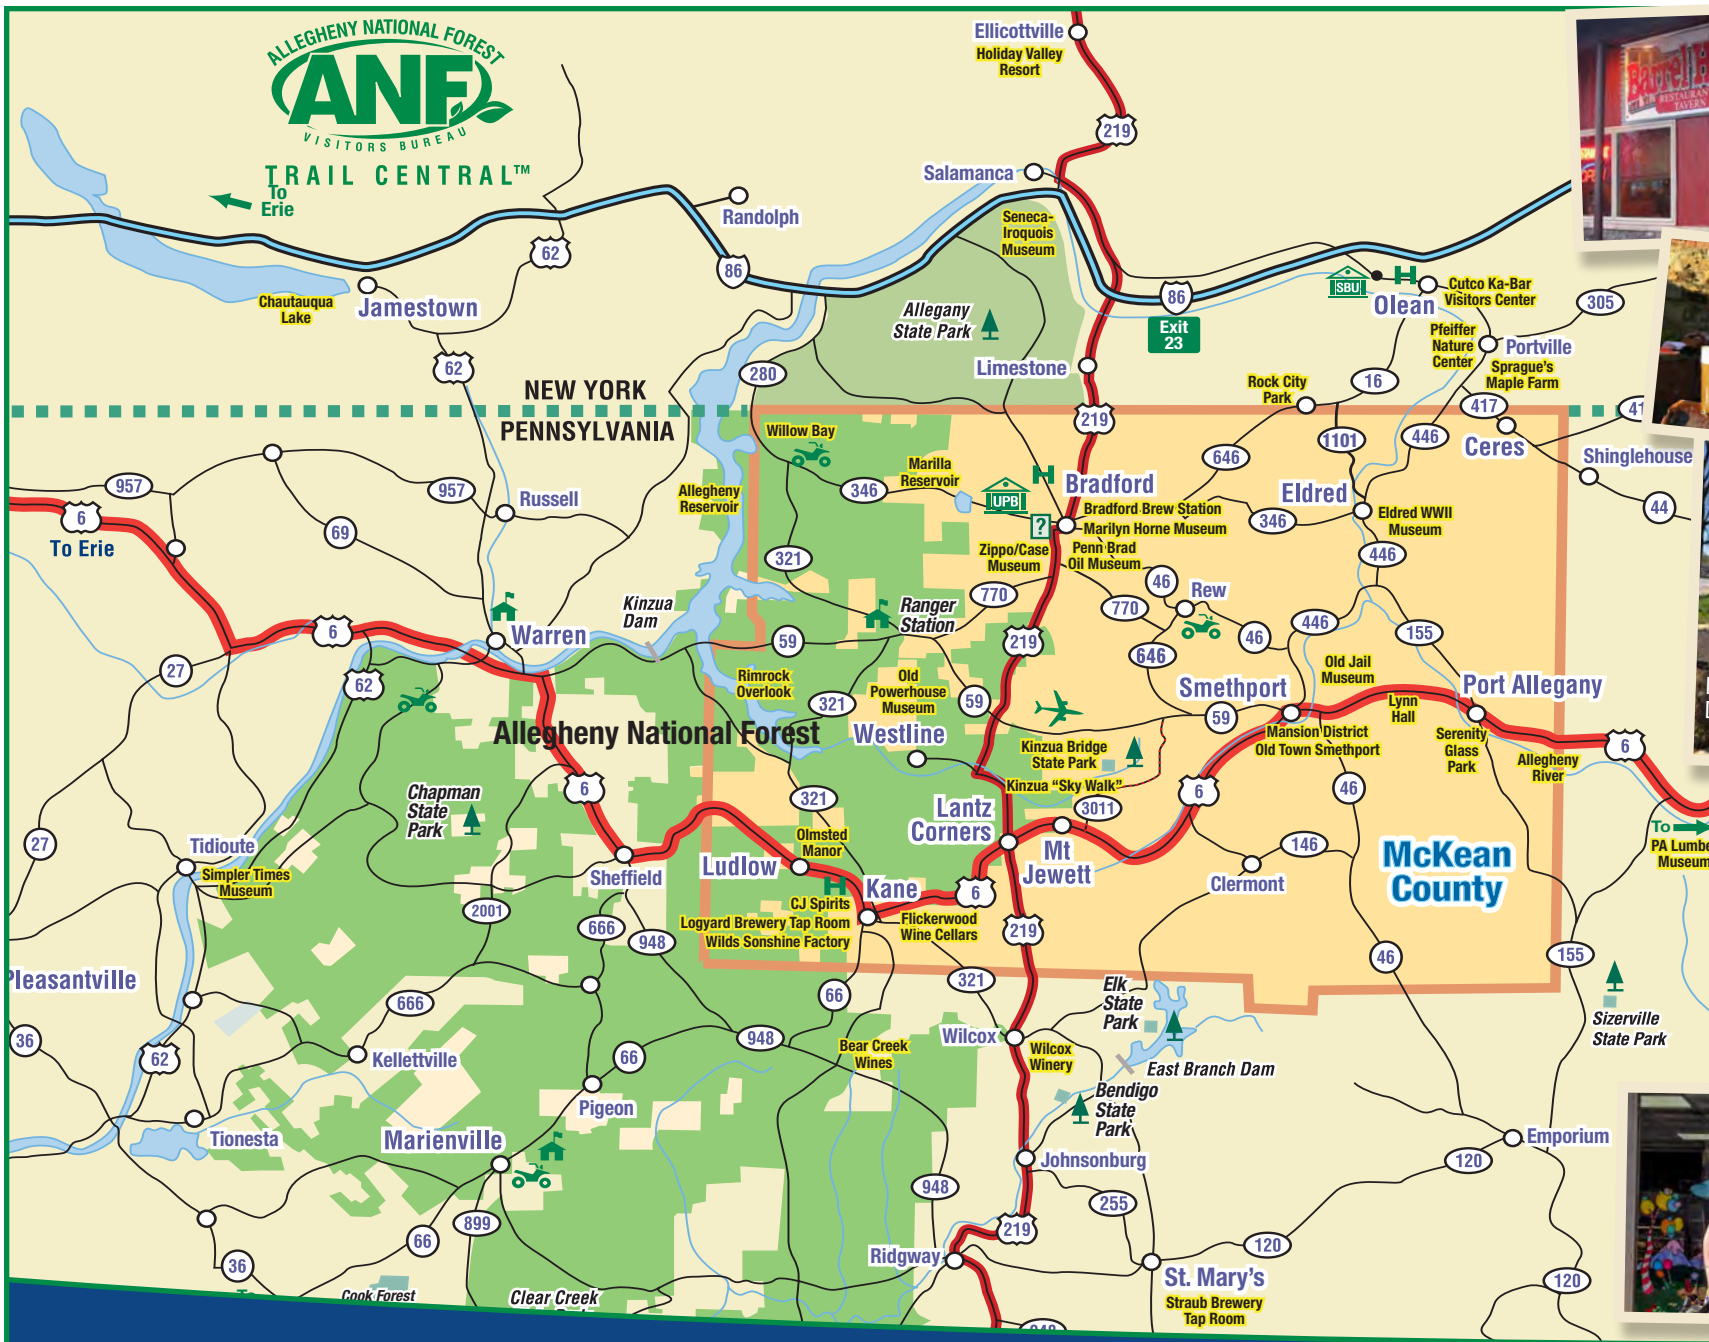 ALLEGHENY NATIONAL FOREST
ANF
VISITORS BUREAU
TRAIL CENTRAL™
To
Erie
Ellicottville
Holiday Valley
Resort
219
Salamanca
Randolph
Seneca-
Iroquois
Museum
62
86
Chautauqua
Lake
Jamestown
86
Exit
23
SBU
Olean
Cutco Ka-Bar
Visitors Center
305
Allegany
State Park
Pfeiffer
Nature
Center
Portville
62
280
Limestone
Sprague's
Maple Farm
Rock City
Park
16
NEW YORK
PENNSYLVANIA
219
417
41
Willow Bay
1101
446
Ceres
646
Shinglehouse
957
957
Russell
Allegheny
Reservoir
346
Marilla
Reservoir
UPB
Bradford
Eldred
44
6
To Erie
69
?
Bradford Brew Station
Marilyn Horne Museum
346
Eldred WWII
Museum
Zippo/Case
Museum
Penn Brad
Oil Museum
321
446
46
Rew
770
770
Kinzua
Dam
Ranger
Station
6
Warren
59
219
46
446
155
27
62
646
Old Jail
Museum
Rimrock
Overlook
Old
Powerhouse
Museum
321
59
Smethport
Port Allegany
59
Lynn
Hall
Allegheny National Forest
Westline
Mansion District
Old Town Smethport
Serenity
Glass
Park
Kinzua Bridge
State Park
6
Allegheny
River
Kinzua "Sky Walk"
6
321
3011
6
46
Chapman
State
Park
Lantz
Corners
27
Tidioute
Olmsted
Manor
Mt
Jewett
146
McKean
County
To
PA Lumbe
Museum
Simpler Times
Museum
Sheffield
Ludlow
Kane
6
Clermont
CJ Spirits
Logyard Brewery Tap Room
Wilds Sonshine Factory
Flickerwood
Wine Cellars
2001
666
948
219
46
155
Pleasantville
321
66
Elk
State
Park
666
Sizerville
State Park
36
62
Kellettville
66
948
Bear Creek
Wines
Wilcox
Wilcox
Winery
East Branch Dam
Pigeon
Bendigo
State
Park
Tionesta
Marienville
Emporium
Johnsonburg
120
948
255
899
66
219
120
36
Ridgway
St. Mary's
Straub Brewery
Tap Room
120
Cook Forest
Clear Creek
Barrel H
RESTAURAN
TAVERN